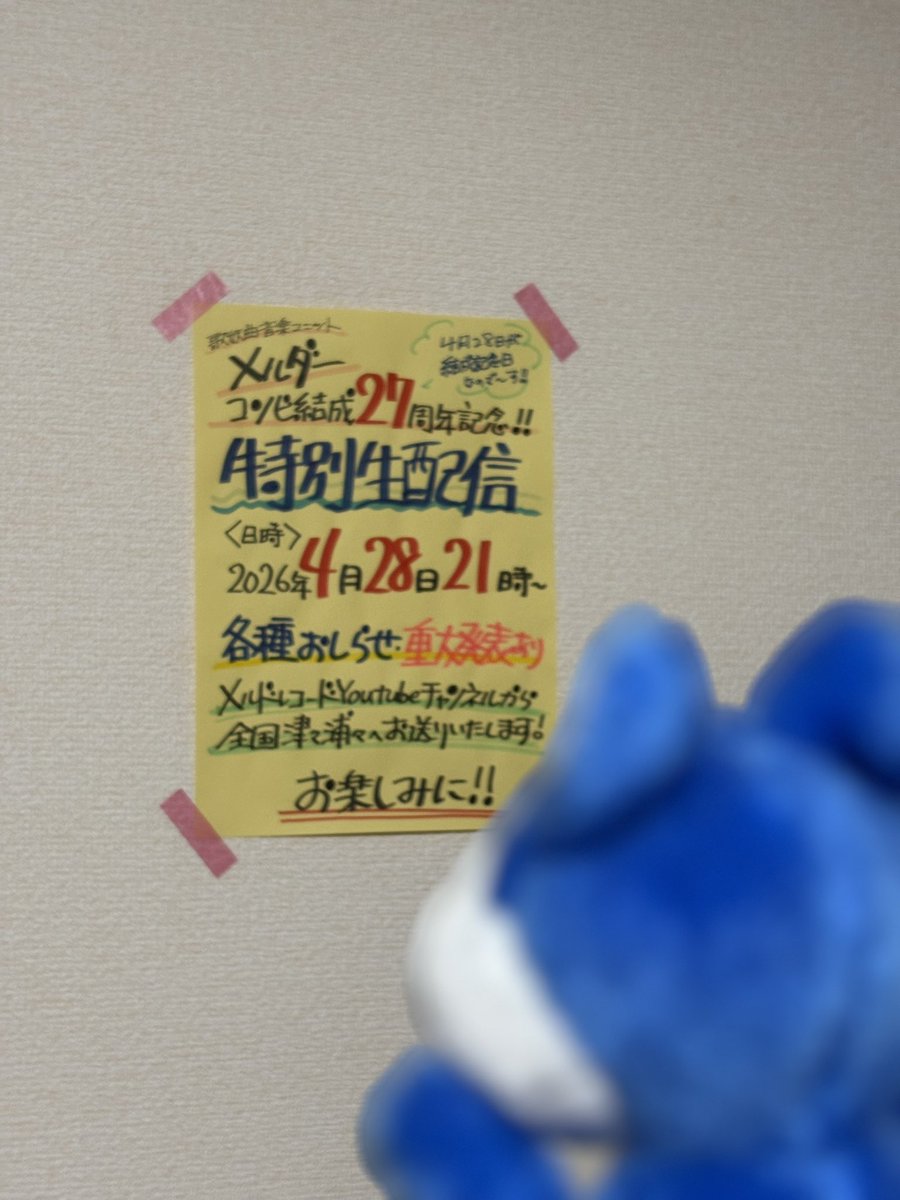 歌謡曲音楽ユニット
メルダー
コンビ結成27周年記念!!
4月28日が
結成記念日
なので〜す!!
特別生配信
〈日時〉
2026年4月28日21時~
各種おしらせ・重大発表あり
メルドレコードYoutubeチャンネルから
全国津々浦々へお送りいたします!
お楽しみに!!